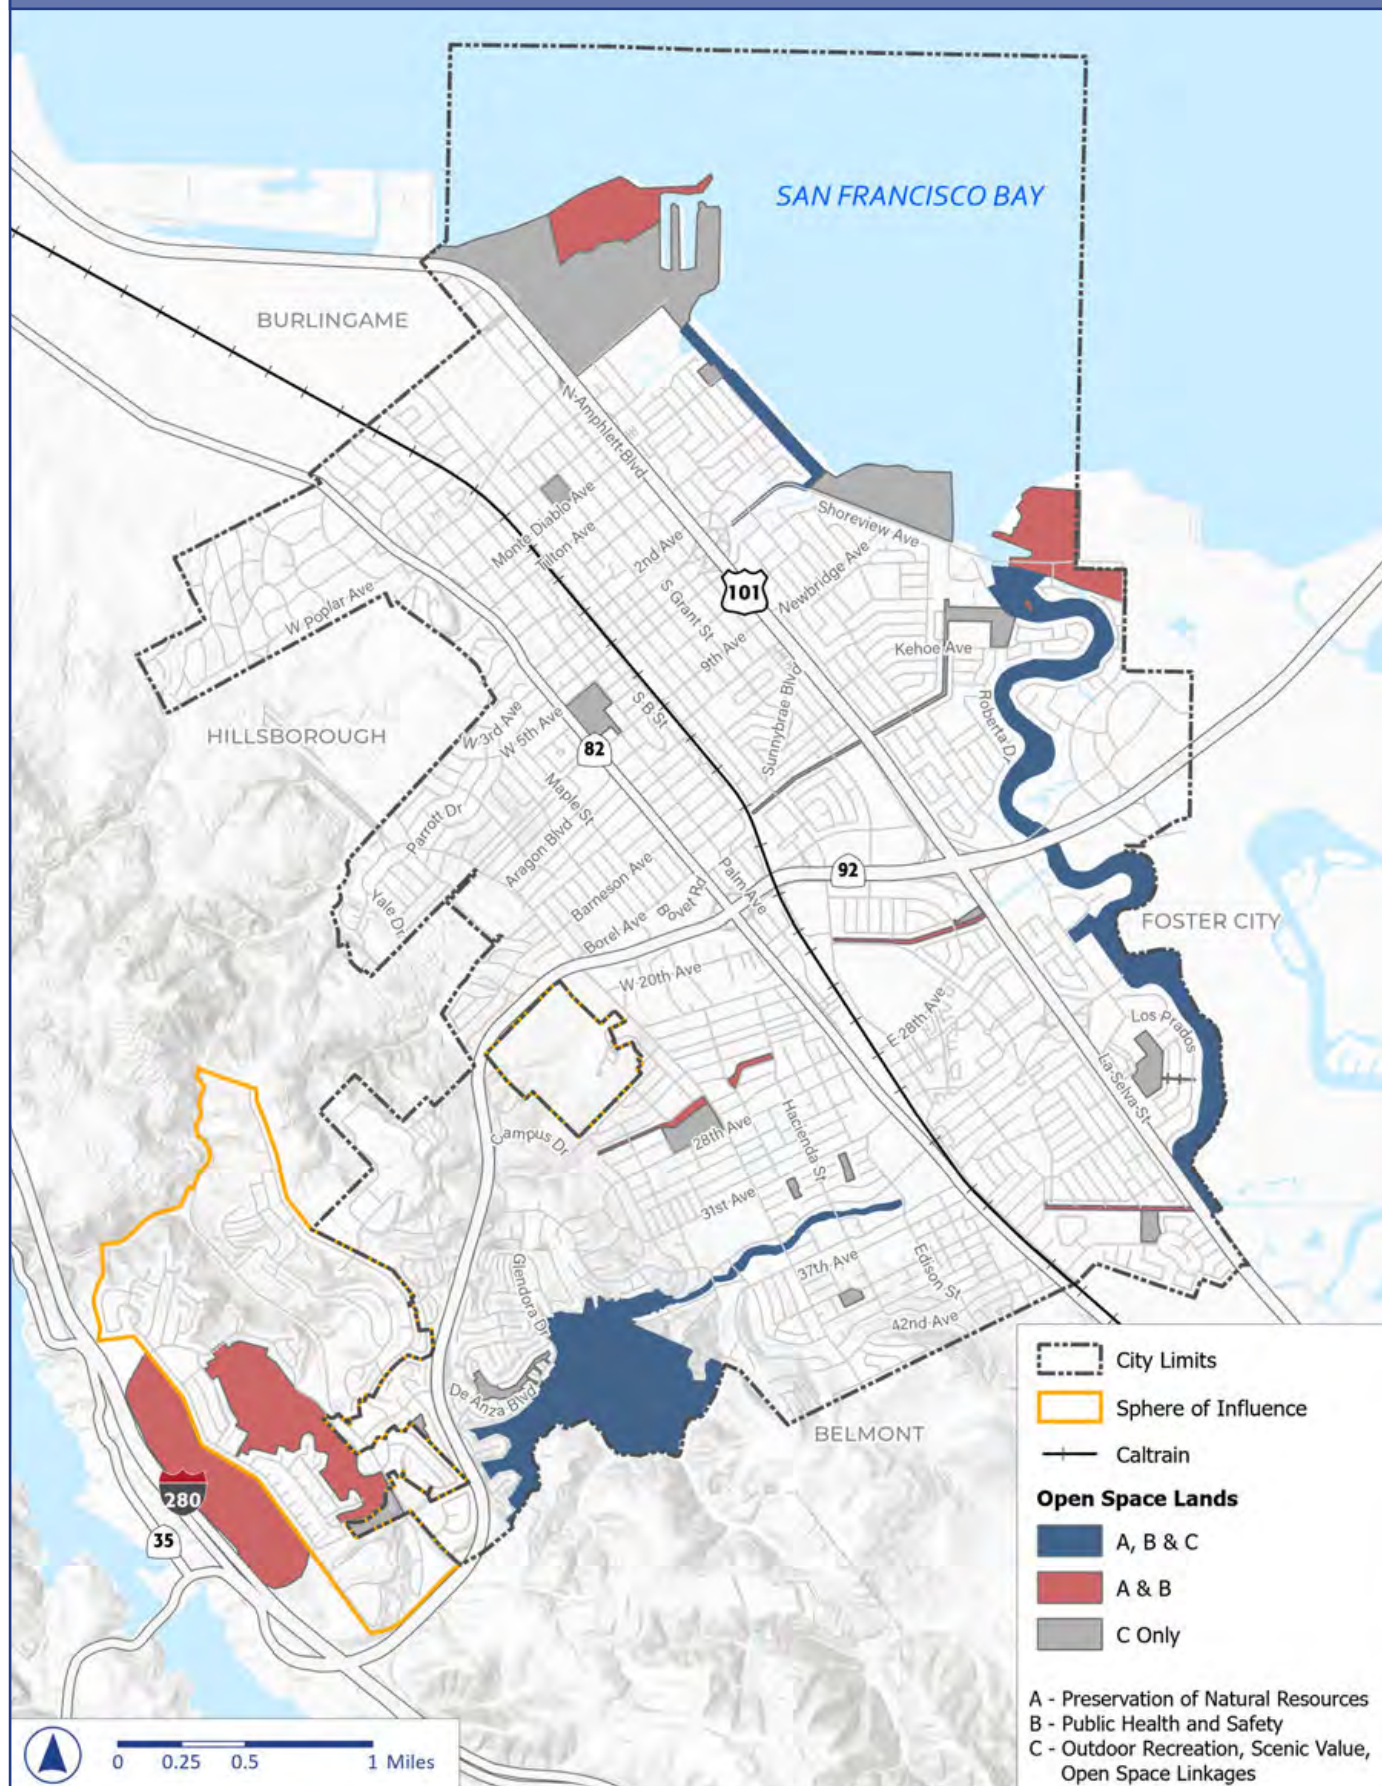 SAN FRANCISCO BAY
BURLINGAME
N Amphlett Blvd
Monte Diablo Ave
Tilton Ave
2nd Ave
Shoreview Ave
101
Newbridge Ave
S Grant St
9th Ave
W Poplar Ave
Kehoe Ave
Sunnybrae Blvd
Roberta Dr
S B St
HILLSBOROUGH
W 3rd Ave
W 5th Ave
82
Maple St
Parrott Dr
Aragon Blvd
Barneson Ave
Bovet Rd
Palm Ave
92
Yale Dr
Borel Ave
FOSTER CITY
W 20th Ave
E 28th Ave
Los Prados
La Selva St
Campus Dr
28th Ave
Hacienda St
31st Ave
Glendora Dr
37th Ave
Edison St
42nd Ave
De Anza Blvd
BELMONT
280
35
City Limits
Sphere of Influence
Caltrain
Open Space Lands
A, B & C
A & B
C Only
A - Preservation of Natural Resources
B - Public Health and Safety
C - Outdoor Recreation, Scenic Value,
Open Space Linkages
0 0.25 0.5 1 Miles